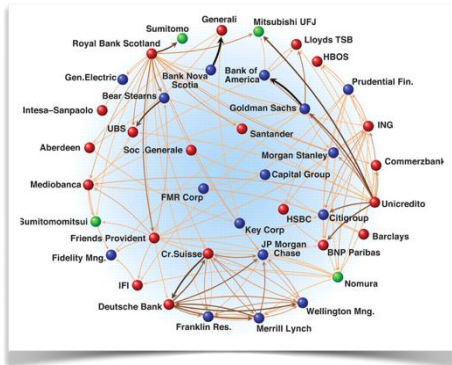 Generali
Sumitomo
Mitsubishi UFJ
Royal Bank Scotland
Lloyds TSB
HBOS
Gen.Electric
Bank Nova
Scotia
Bank of
America
Prudential Fin.
Bear Stearns
Goldman Sachs
Intesa-Sanpaolo
ING
UBS
Santander
Aberdeen
Soc. Generale
Morgan Stanley
Commerzbank
Mediobanca
Capital Group
FMR Corp
Unicredito
Sumitomomitsui
HSBC
Citigroup
Key Corp
Barclays
Friends Provident
JP Morgan
Chase
BNP Paribas
Fidelity Mng.
Cr.Suisse
IFI
Nomura
Deutsche Bank
Wellington Mng.
Franklin Res.
Merrill Lynch